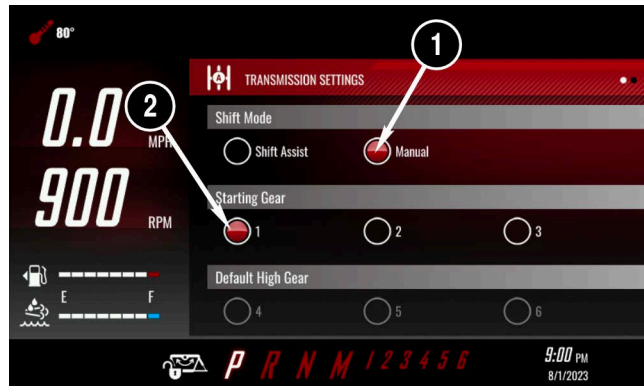 80°
1
TRANSMISSION SETTINGS
2
0.0 MPH
Shift Mode
Shift Assist Manual
900 RPM
Starting Gear
1 2 3
E F
Default High Gear
4 5 6
P R N M 1 2 3 4 5 6
9:00 PM
8/1/2023